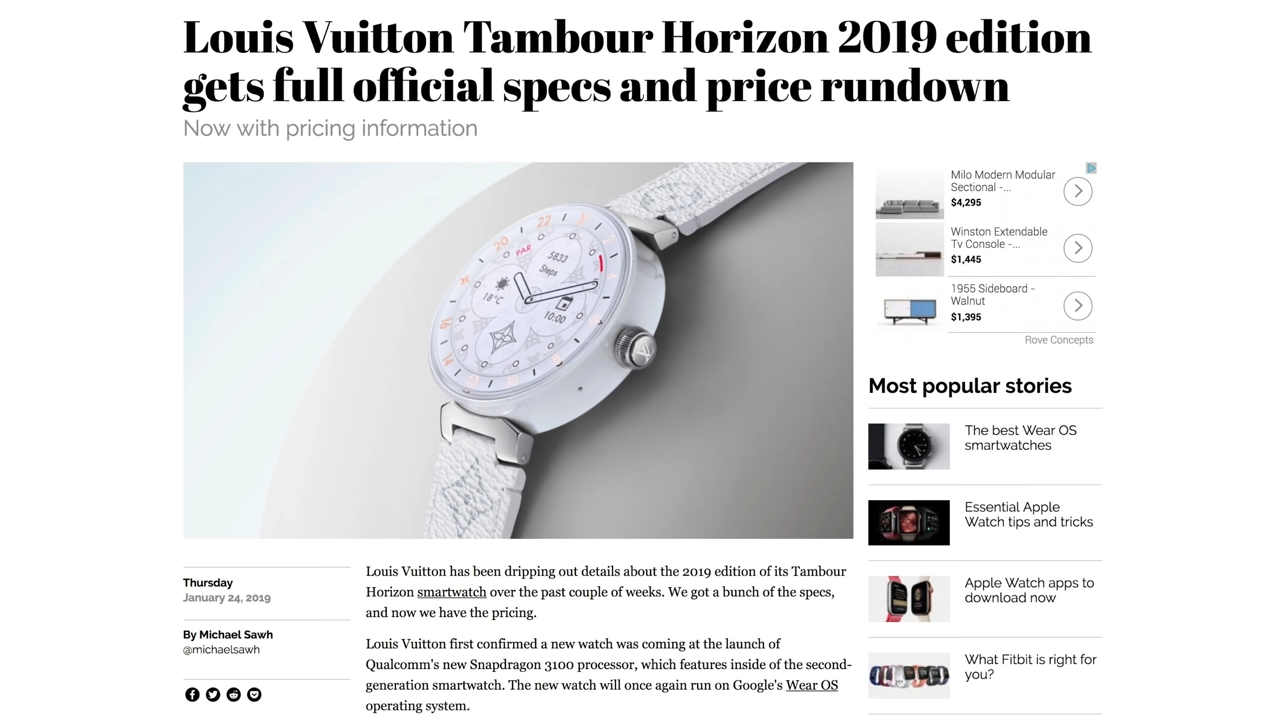 Louis Vuitton Tambour Horizon 2019 edition
gets full official specs and price rundown
Now with pricing information
20
22
PAR
5833
Steps
18°C
10:00
Milo Modern Modular
Sectional -...
$4,295
Winston Extendable
Tv Console -...
$1,445
1955 Sideboard -
Walnut
$1,395
Rove Concepts
Most popular stories
The best Wear OS
smartwatches
Essential Apple
Watch tips and tricks
Apple Watch apps to
download now
What Fitbit is right for
you?
Thursday
January 24, 2019
By Michael Sawh
@michaelsawh
Louis Vuitton has been dripping out details about the 2019 edition of its Tambour
Horizon smartwatch over the past couple of weeks. We got a bunch of the specs,
and now we have the pricing.
Louis Vuitton first confirmed a new watch was coming at the launch of
Qualcomm's new Snapdragon 3100 processor, which features inside of the second-
generation smartwatch. The new watch will once again run on Google's Wear OS
operating system.